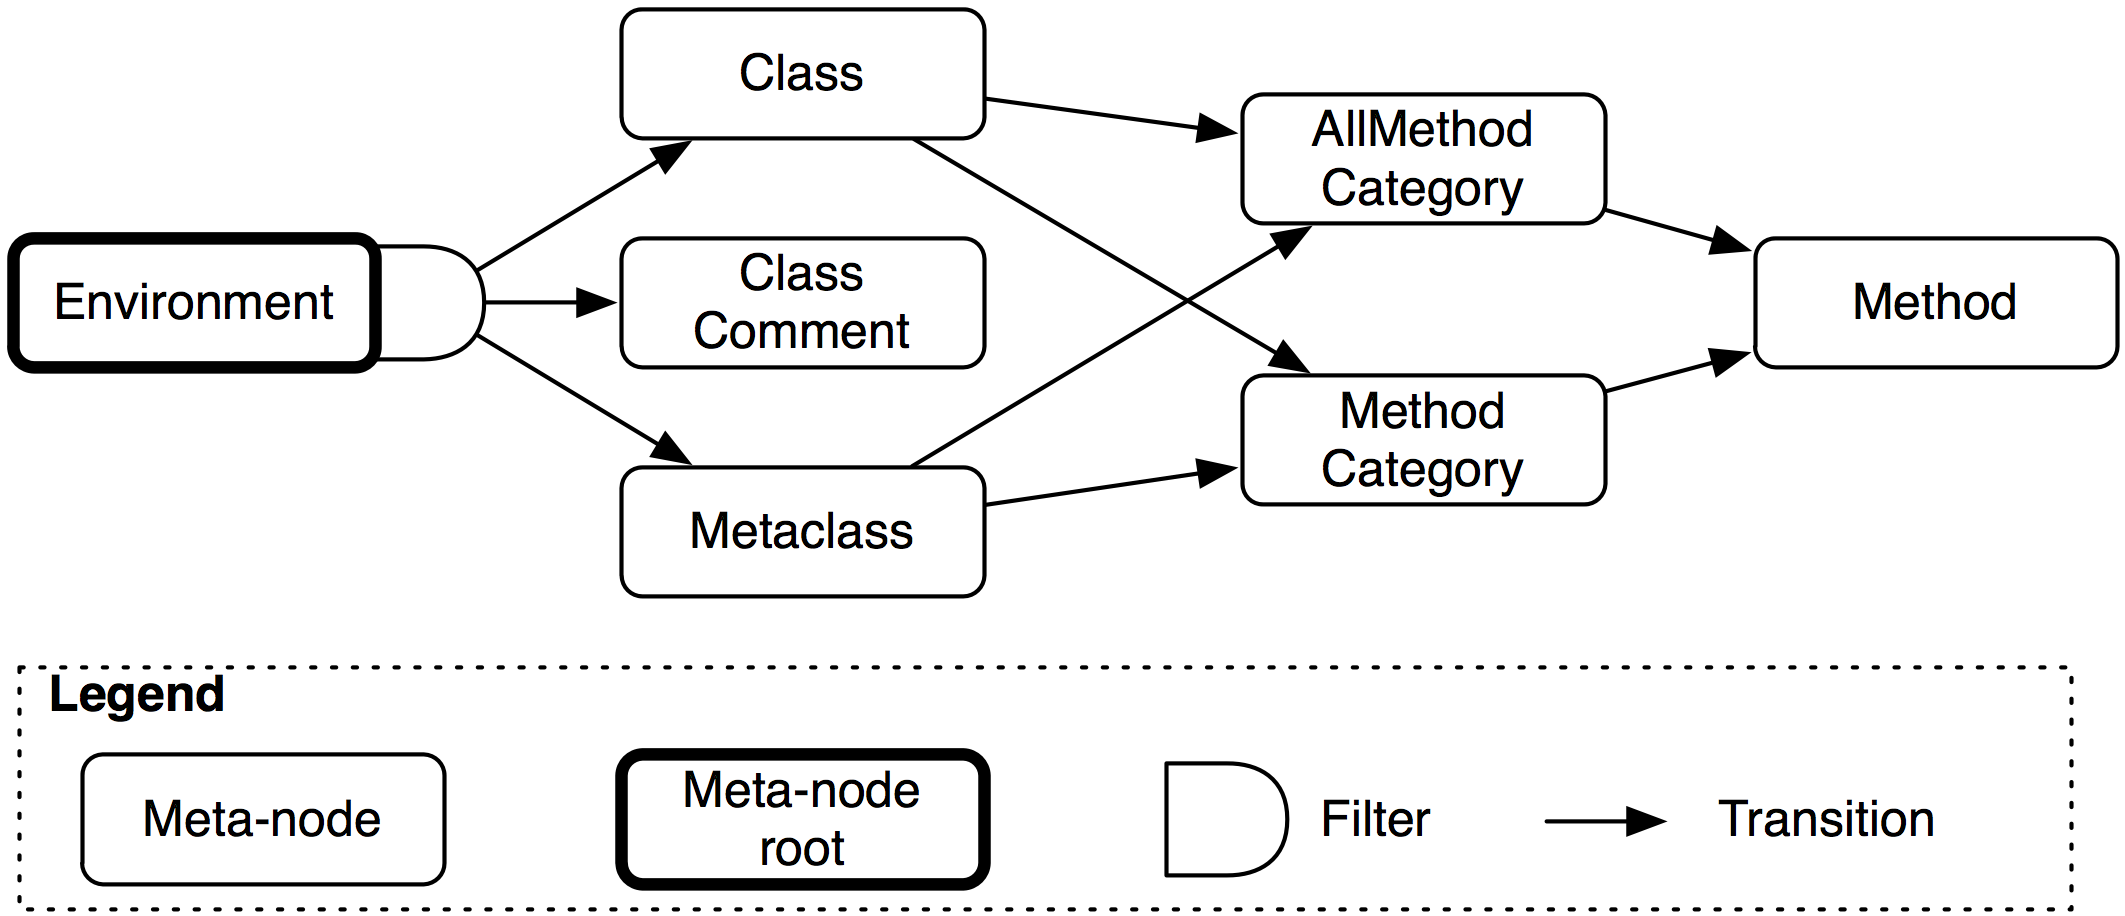 Class
AllMethod
Category
Environment
Class
Comment
Method
Method
Category
Metaclass
Legend
Meta-node
Meta-node
root
Filter
Transition